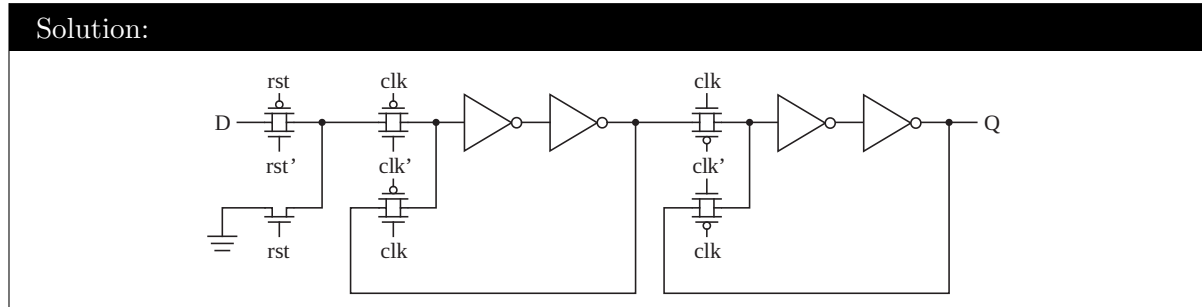 Solution:
rst clk clk
D Q
rst’ clk’ clk’
rst clk clk